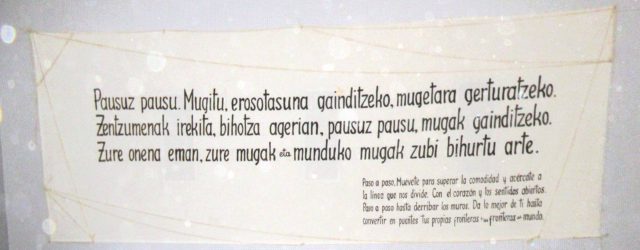 Pausuz pausu. Mugitu, erosotasuna gainditzeko, mugetara gerturatzeko.
Zentzumenak irekita, bihotza agerian, pausuz pausu, mugak gainditzeko.
Zure onena eman, zure mugak eta munduko mugak zubi bihurtu arte.
Paso a paso. Muévete para superar la comodidad y acércate a
la línea que nos divide. Con el corazón y los sentidos abiertos.
Paso a paso hasta derribar los muros. Da lo mejor de ti hasta
convertir en puentes tus propias fronteras y las fronteras del mundo.